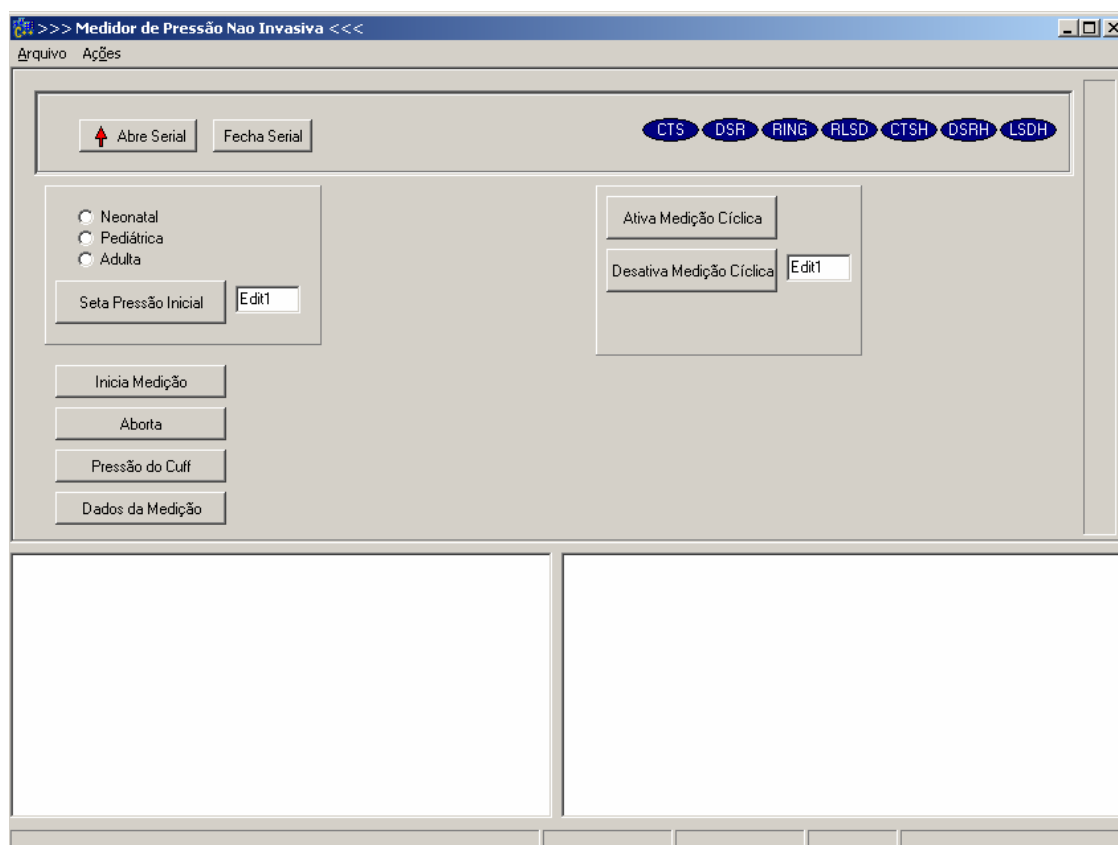 >>> Medidor de Pressão Nao Invasiva <<<
Arquivo Ações
Abre Serial Fecha Serial CTS DSR RING RLSD CTSH DSRH LSDH
Neonatal
Pediátrica
Adulta
Seta Pressão Inicial Edit1
Ativa Medição Cíclica
Desativa Medição Cíclica Edit1
Inicia Medição
Aborta
Pressão do Cuff
Dados da Medição